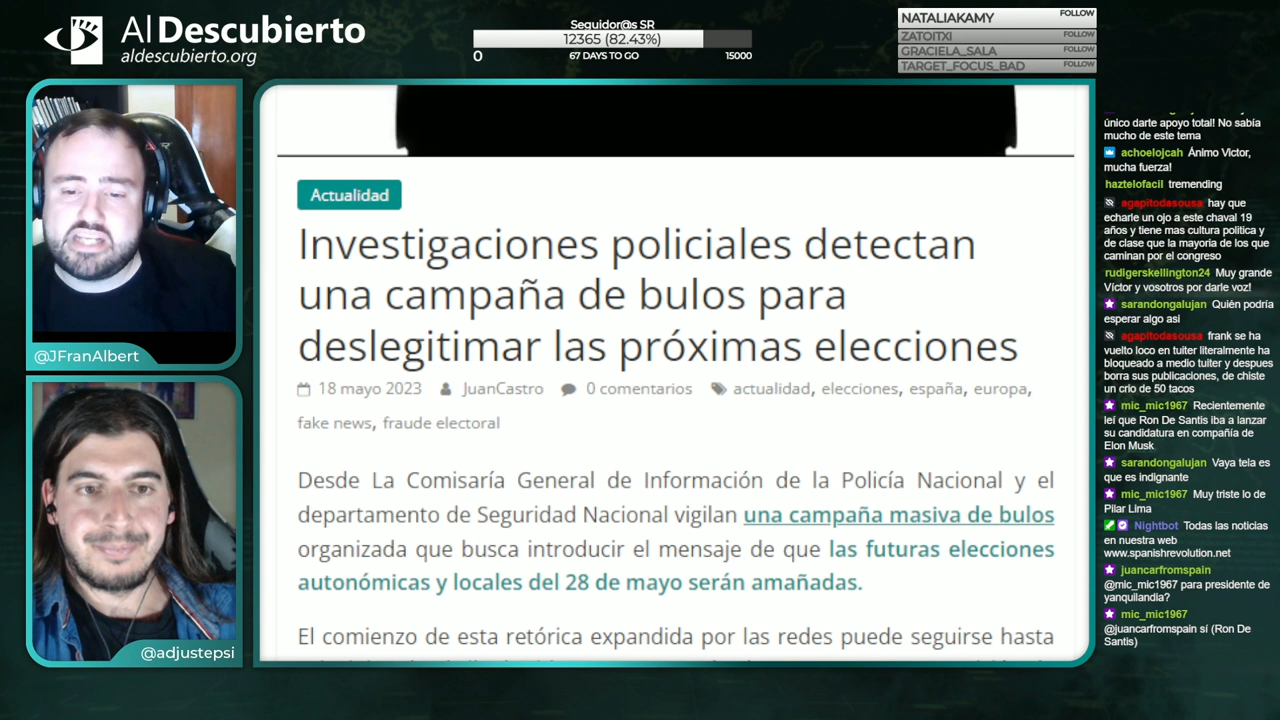 Al Descubierto
aldescubierto.org
Seguidor@s SR
12365 (82.43%)
0
67 DAYS TO GO
15000
NATALIAKAMY FOLLOW
ZATOITXI FOLLOW
GRACIELA_SALA FOLLOW
TARGET_FOCUS_BAD FOLLOW
@JFranAlbert
@adjustepsi
Actualidad
Investigaciones policiales detectan
una campaña de bulos para
deslegitimar las próximas elecciones
18 mayo 2023 JuanCastro 0 comentarios actualidad, elecciones, españa, europa,
fake news, fraude electoral
Desde La Comisaría General de Información de la Policía Nacional y el
departamento de Seguridad Nacional vigilan una campaña masiva de bulos
organizada que busca introducir el mensaje de que las futuras elecciones
autonómicas y locales del 28 de mayo serán amañadas.
El comienzo de esta retórica expandida por las redes puede seguirse hasta
único darte apoyo total! No sabía
mucho de este tema
achoelojcah Ánimo Victor,
mucha fuerza!
haztelofacil tremending
agapitodasousa hay que
echarle un ojo a este chaval 19
años y tiene mas cultura politica y
de clase que la mayoria de los que
caminan por el congreso
rudigerskellington24 Muy grande
Víctor y vosotros por darle voz!
sarandongalujan Quién podría
esperar algo asi
agapitodasousa frank se ha
vuelto loco en tuiter literalmente ha
bloqueado a medio tuiter y despues
borra sus publicaciones, de chiste
un crio de 50 tacos
mic_mic1967 Recientemente
leí que Ron De Santis iba a lanzar
su candidatura en compañía de
Elon Musk
sarandongalujan Vaya tela es
que es indignante
mic_mic1967 Muy triste lo de
Pilar Lima
Nightbot Todas las noticias
en nuestra web
www.spanishrevolution.net
juancarfromspain
@mic_mic1967 para presidente de
yanquilandia?
mic_mic1967
@juancarfromspain sí (Ron De
Santis)